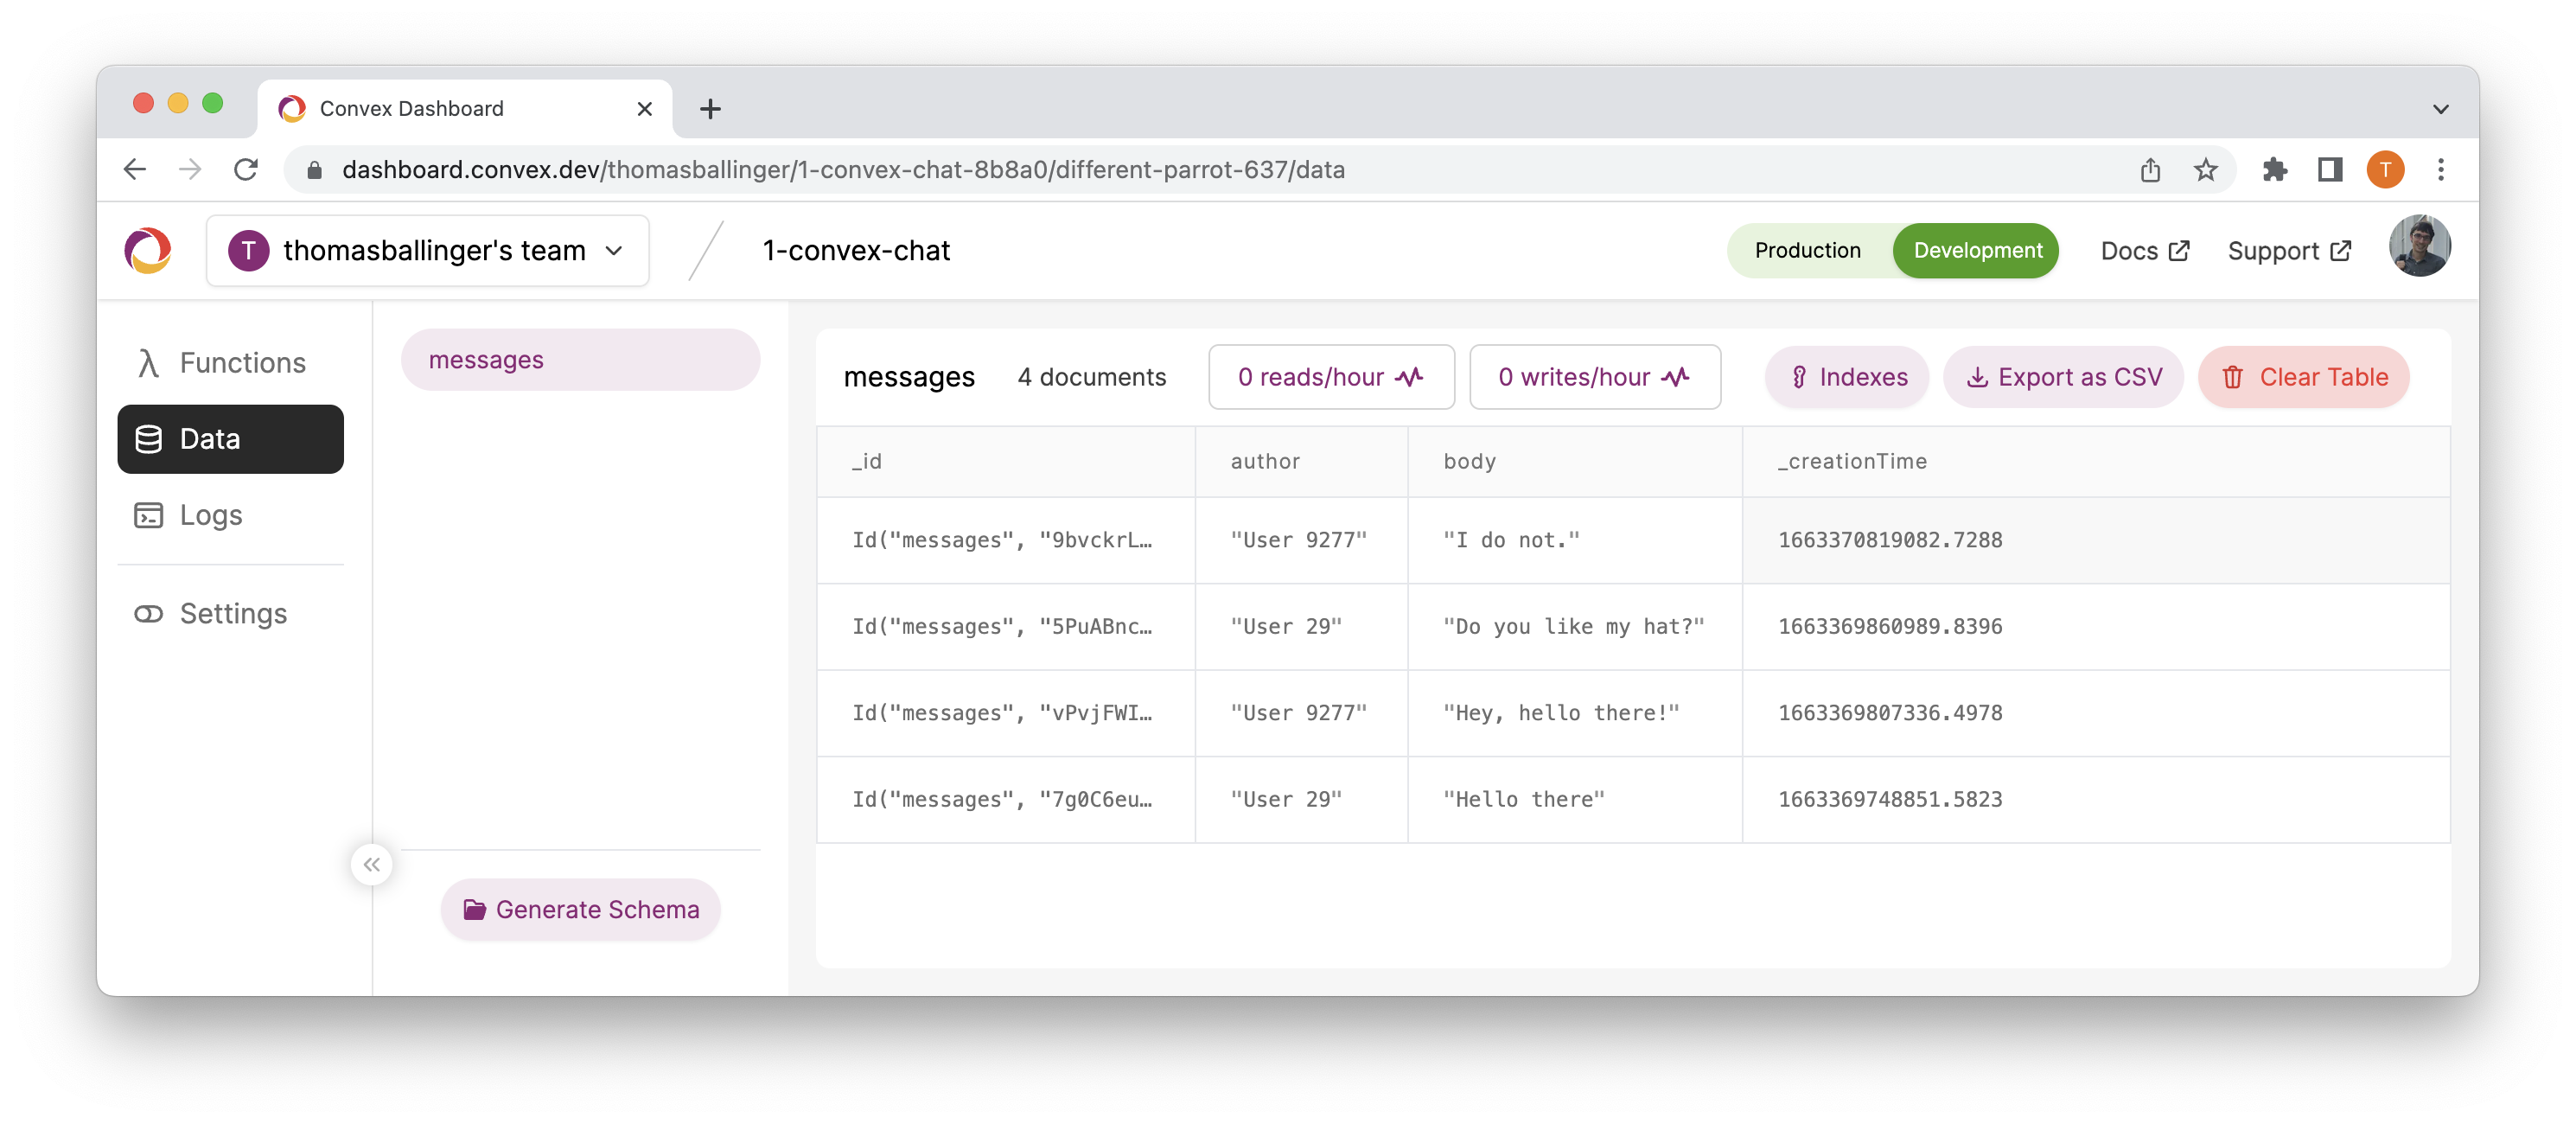 Convex Dashboard
dashboard.convex.dev/thomasballinger/1-convex-chat-8b8a0/different-parrot-637/data
T
T thomasballinger's team
1-convex-chat
Production Development
Docs
Support
Functions
Data
Logs
Settings
messages
Generate Schema
messages 4 documents 0 reads/hour 0 writes/hour Indexes Export as CSV Clear Table
_id author body _creationTime
Id("messages", "9bvckrL… "User 9277" "I do not." 1663370819082.7288
Id("messages", "5PuABnc… "User 29" "Do you like my hat?" 1663369860989.8396
Id("messages", "vPvjFWI… "User 9277" "Hey, hello there!" 1663369807336.4978
Id("messages", "7g0C6eu… "User 29" "Hello there" 1663369748851.5823